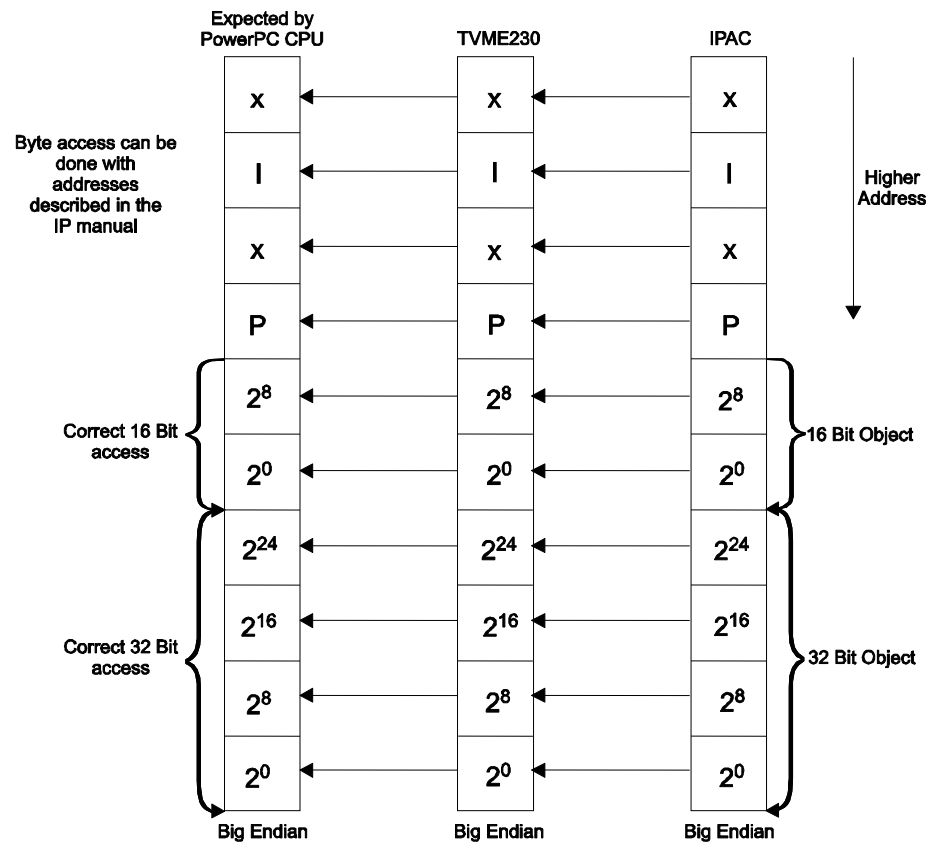 Expected by
PowerPC CPU
TVME230
IPAC
x x x
Byte access can be
done with
addresses
described in the
IP manual
I I I
Higher
Address
x x x
P P P
2⁸ 2⁸ 2⁸
Correct 16 Bit
access
16 Bit Object
2⁰ 2⁰ 2⁰
2²⁴ 2²⁴ 2²⁴
2¹⁶ 2¹⁶ 2¹⁶
Correct 32 Bit
access
32 Bit Object
2⁸ 2⁸ 2⁸
2⁰ 2⁰ 2⁰
Big Endian Big Endian Big Endian